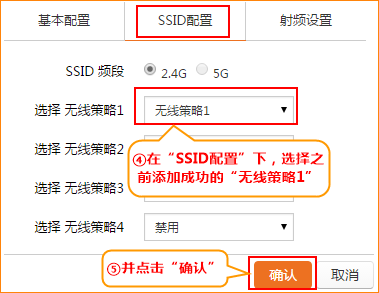 基本配置 SSID配置 射频设置
SSID 频段 2.4G 5G
选择 无线策略1 无线策略1
选择 无线策略2
④在“SSID配置”下，选择之
前添加成功的“无线策略1”
选择 无线策略3
选择 无线策略4 禁用
⑤并点击“确认” 确认 取消